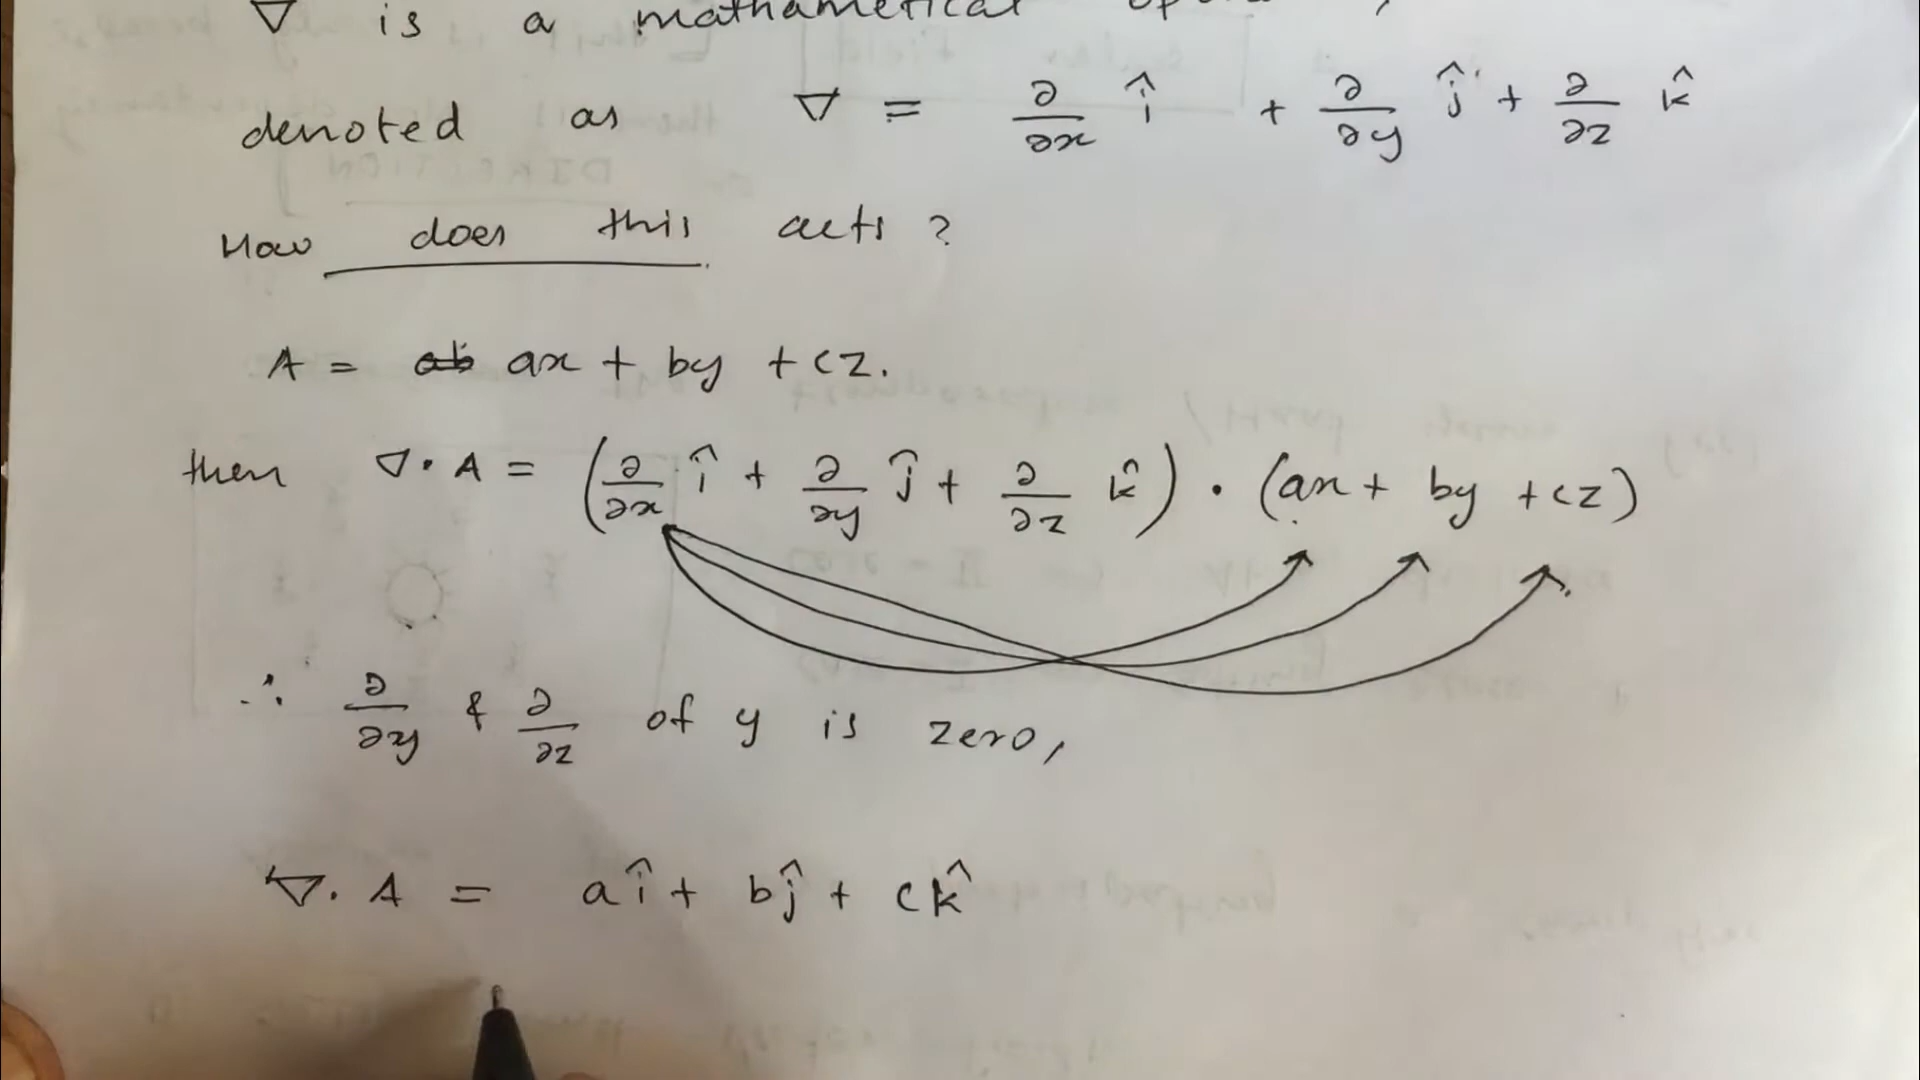 ∇ is a mathametical
denoted as ∇ = ∂/∂x î + ∂/∂y ĵ + ∂/∂z k̂
How does this acts ?
A = ab ax + by + cz.
then ∇. A = (∂/∂x î + ∂/∂y ĵ + ∂/∂z k̂) . (ax + by + cz)
∴ ∂/∂y & ∂/∂z of y is zero,
∇. A = aî + bĵ + ck̂